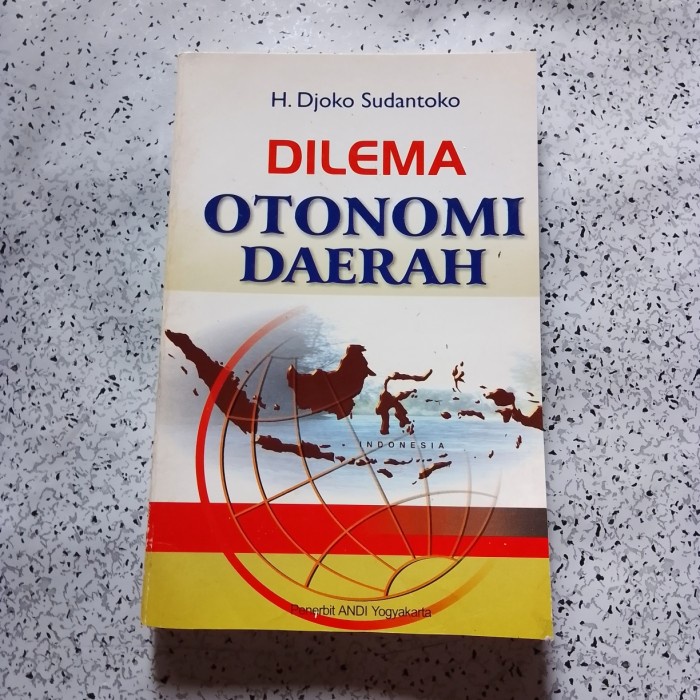 H. Djoko Sudantoko
DILEMA
OTONOMI
DAERAH
INDONESIA
Penerbit ANDI Yogyakarta